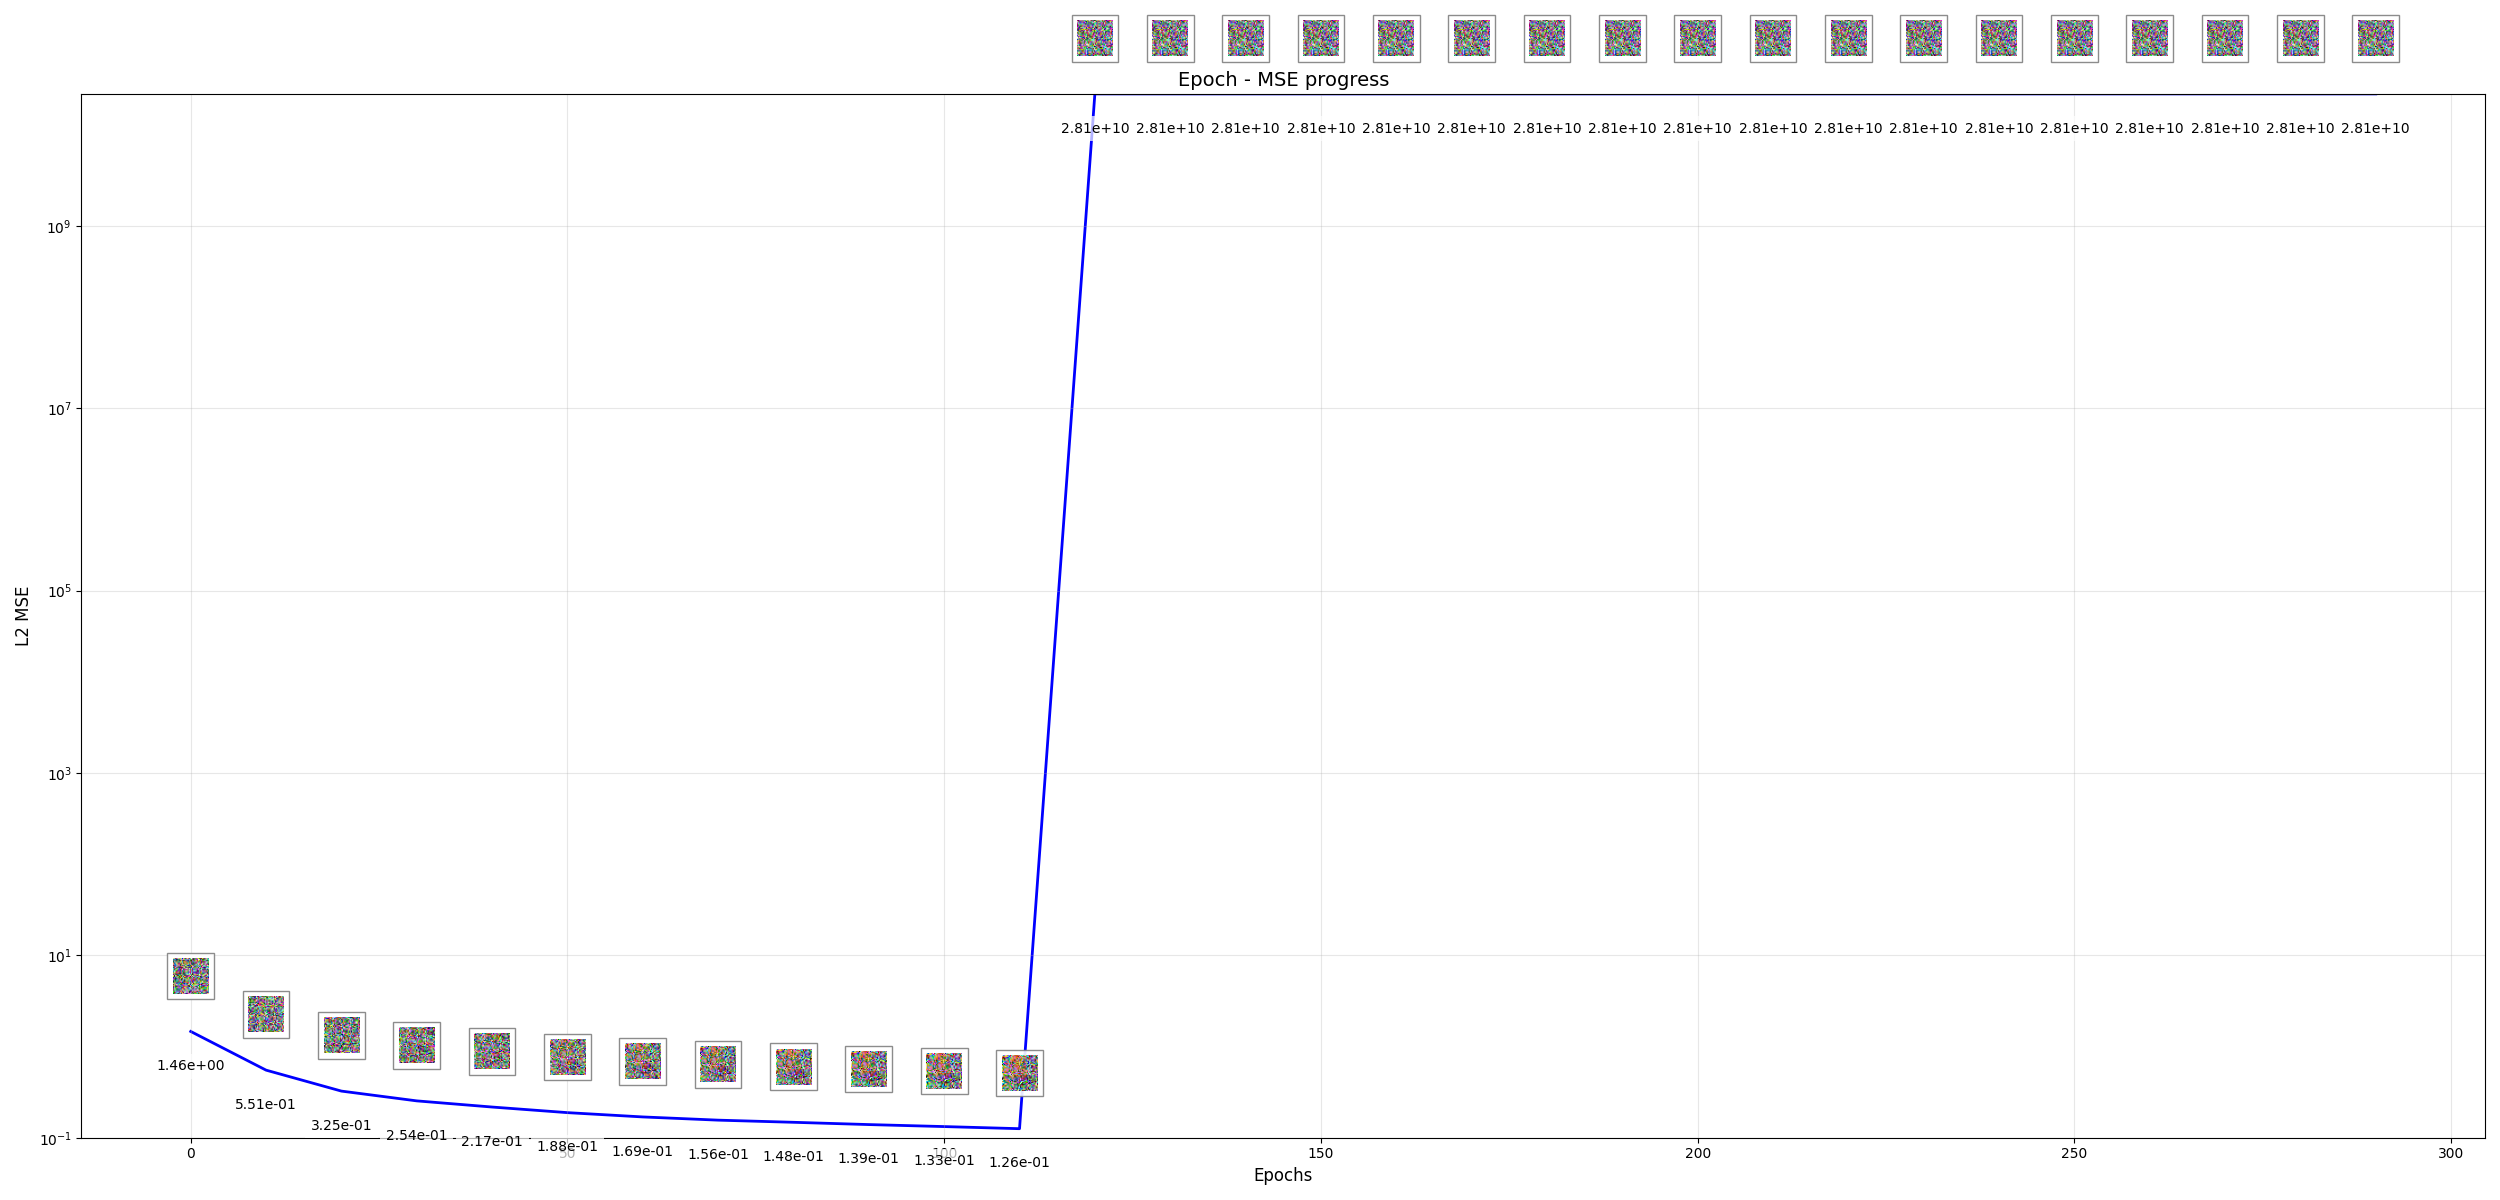 Epoch - MSE progress
2.81e+10 2.81e+10 2.81e+10 2.81e+10 2.81e+10 2.81e+10 2.81e+10 2.81e+10 2.81e+10 2.81e+10 2.81e+10 2.81e+10 2.81e+10 2.81e+10 2.81e+10 2.81e+10 2.81e+10 2.81e+10
10⁹
10⁷
10⁵
L2 MSE
10³
10¹
1.46e+00
5.51e-01
3.25e-01
2.54e-01
2.17e-01
1.88e-01
1.69e-01
1.56e-01
1.48e-01
1.39e-01
1.33e-01
1.26e-01
10⁻¹
0 50 100 150 200 250 300
Epochs